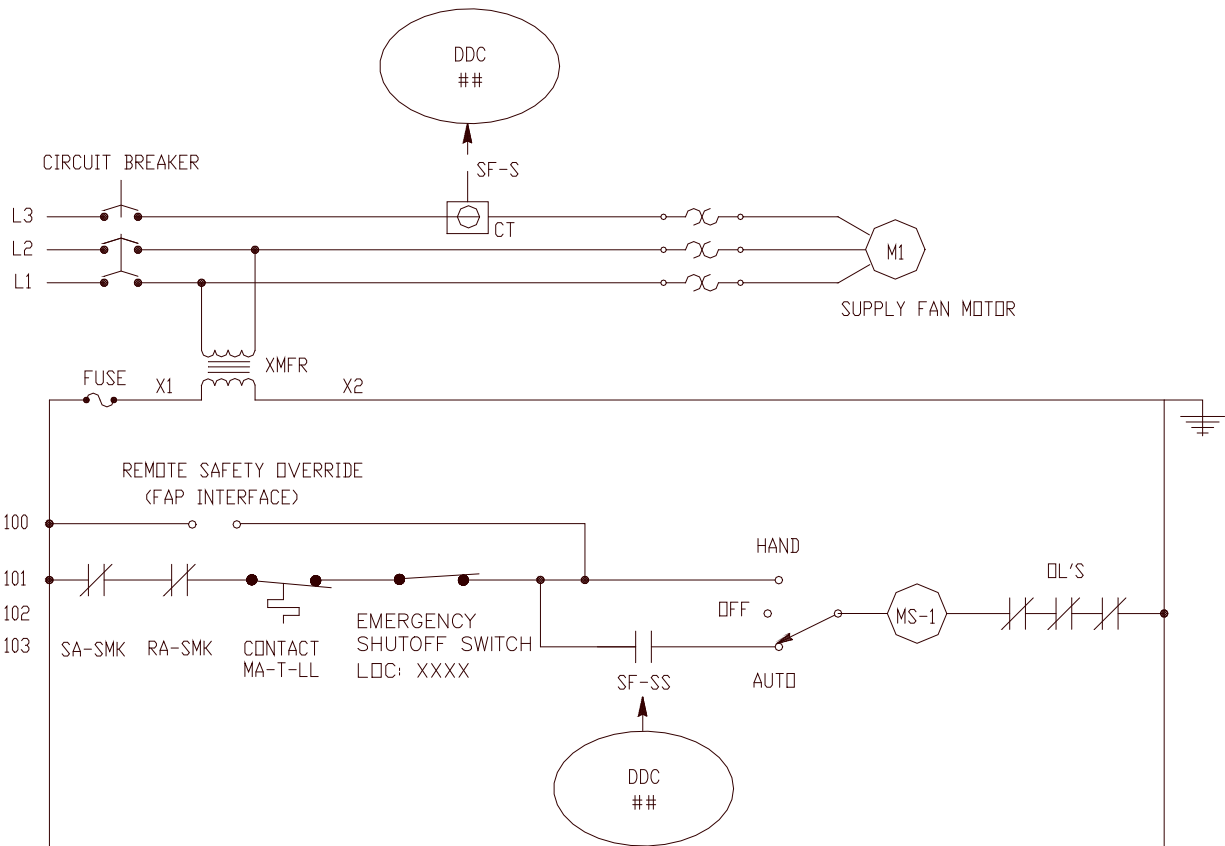 DDC
##
CIRCUIT BREAKER
SF-S
L3
CT
L2
M1
L1
SUPPLY FAN MOTOR
XMFR
FUSE
X1
X2
REMOTE SAFETY OVERRIDE
(FAP INTERFACE)
100
HAND
101
OL'S
102
OFF
MS-1
103
SA-SMK
RA-SMK
CONTACT
MA-T-LL
EMERGENCY
SHUTOFF SWITCH
LOC: XXXX
SF-SS
AUTO
DDC
##